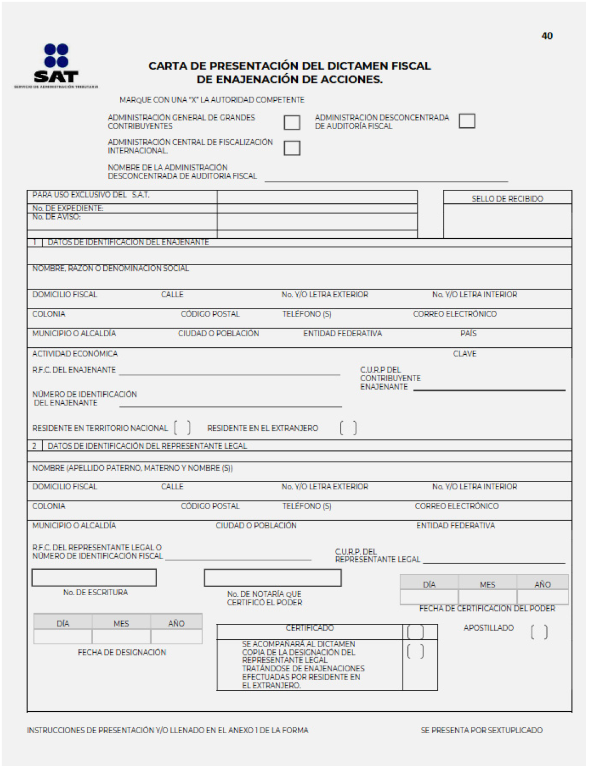 40
SAT
SERVICIO DE ADMINISTRACIÓN TRIBUTARIA
CARTA DE PRESENTACIÓN DEL DICTAMEN FISCAL
DE ENAJENACIÓN DE ACCIONES.
MARQUE CON UNA "X" LA AUTORIDAD COMPETENTE
ADMINISTRACIÓN GENERAL DE GRANDES
CONTRIBUYENTES
ADMINISTRACIÓN DESCONCENTRADA
DE AUDITORÍA FISCAL
ADMINISTRACIÓN CENTRAL DE FISCALIZACIÓN
INTERNACIONAL.
NOMBRE DE LA ADMINISTRACIÓN
DESCONCENTRADA DE AUDITORIA FISCAL
PARA USO EXCLUSIVO DEL S.A.T.
SELLO DE RECIBIDO
No. DE EXPEDIENTE:
No. DE AVISO:
1 DATOS DE IDENTIFICACIÓN DEL ENAJENANTE
NOMBRE, RAZÓN O DENOMINACIÓN SOCIAL
DOMICILIO FISCAL CALLE No. Y/O LETRA EXTERIOR No. Y/O LETRA INTERIOR
COLONIA CÓDIGO POSTAL TELÉFONO (S) CORREO ELECTRÓNICO
MUNICIPIO O ALCALDÍA CIUDAD O POBLACIÓN ENTIDAD FEDERATIVA PAÍS
ACTIVIDAD ECONÓMICA CLAVE
R.F.C. DEL ENAJENANTE
C.U.R.P DEL
CONTRIBUYENTE
ENAJENANTE
NÚMERO DE IDENTIFICACIÓN
DEL ENAJENANTE
RESIDENTE EN TERRITORIO NACIONAL ( ) RESIDENTE EN EL EXTRANJERO ( )
2 DATOS DE IDENTIFICACIÓN DEL REPRESENTANTE LEGAL
NOMBRE (APELLIDO PATERNO, MATERNO Y NOMBRE (S))
DOMICILIO FISCAL CALLE No. Y/O LETRA EXTERIOR No. Y/O LETRA INTERIOR
COLONIA CÓDIGO POSTAL TELÉFONO (S) CORREO ELECTRÓNICO
MUNICIPIO O ALCALDÍA CIUDAD O POBLACIÓN ENTIDAD FEDERATIVA
R.F.C. DEL REPRESENTANTE LEGAL O
NÚMERO DE IDENTIFICACIÓN FISCAL
C.U.R.P. DEL
REPRESENTANTE LEGAL
No. DE ESCRITURA
No. DE NOTARÍA QUE
CERTIFICÓ EL PODER
DÍA MES AÑO
FECHA DE CERTIFICACIÓN DEL PODER
DÍA MES AÑO
FECHA DE DESIGNACIÓN
CERTIFICADO ( ) APOSTILLADO ( )
SE ACOMPAÑARÁ AL DICTAMEN ( )
COPIA DE LA DESIGNACIÓN DEL
REPRESENTANTE LEGAL
TRATÁNDOSE DE ENAJENACIONES
EFECTUADAS POR RESIDENTE EN
EL EXTRANJERO.
INSTRUCCIONES DE PRESENTACIÓN Y/O LLENADO EN EL ANEXO 1 DE LA FORMA SE PRESENTA POR SEXTUPLICADO